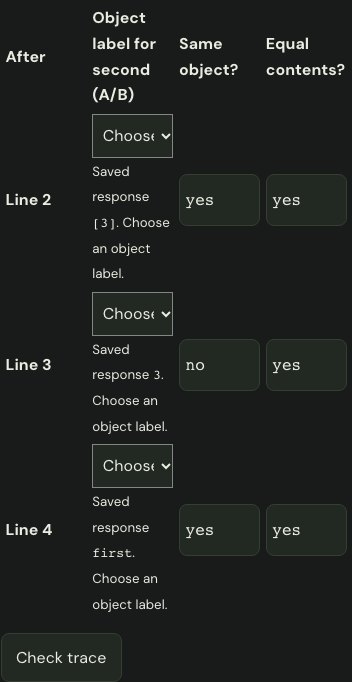 After
Object label for second (A/B)
Same object?
Equal contents?
Line 2
Choose
Saved response [3]. Choose an object label.
yes
yes
Line 3
Choose
Saved response 3. Choose an object label.
no
yes
Line 4
Choose
Saved response first. Choose an object label.
yes
yes
Check trace